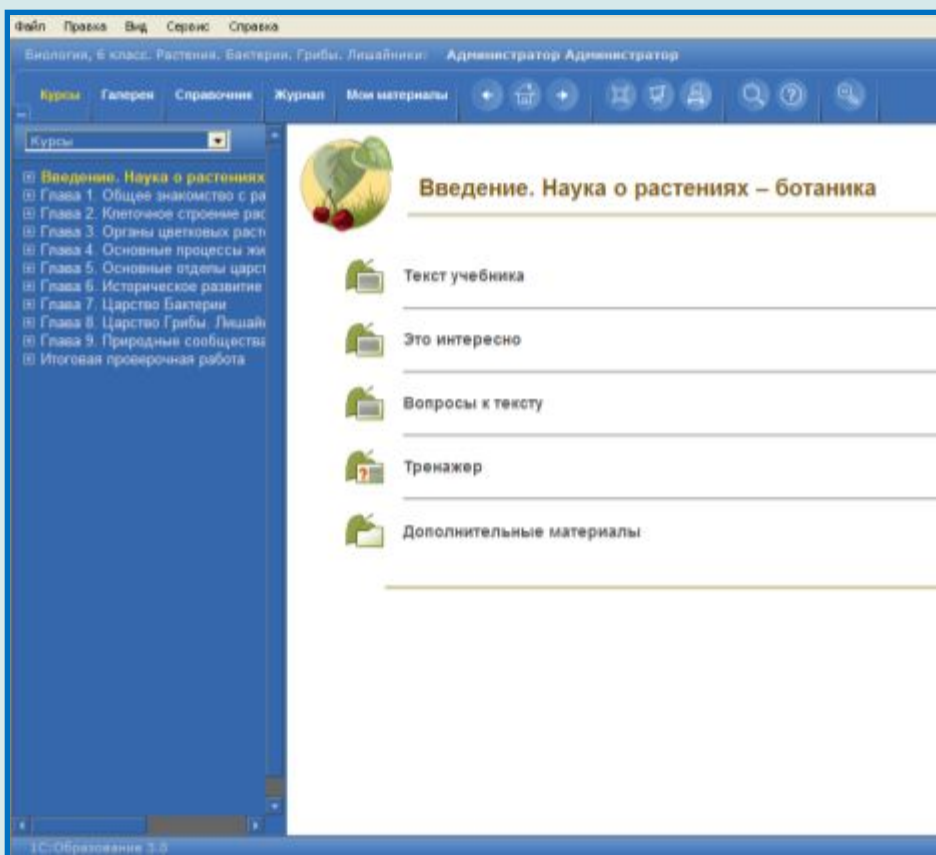 Файл Правка Вид Сервис Справка
Биология, 6 класс. Растения. Бактерии. Грибы. Лишайники: Администратор Администратор
Курсы Галерея Справочник Журнал Мои материалы
Курсы
Введение. Наука о растениях
Глава 1. Общее знакомство с ра
Глава 2. Клеточное строение рас
Глава 3. Органы цветковых расте
Глава 4. Основные процессы жи
Глава 5. Основные отделы царст
Глава 6. Историческое развитие
Глава 7. Царство Бактерии
Глава 8. Царство Грибы. Лишай
Глава 9. Природные сообщества
Итоговая проверочная работа
Введение. Наука о растениях – ботаника
Текст учебника
Это интересно
Вопросы к тексту
Тренажер
Дополнительные материалы
1С:Образование 3.0